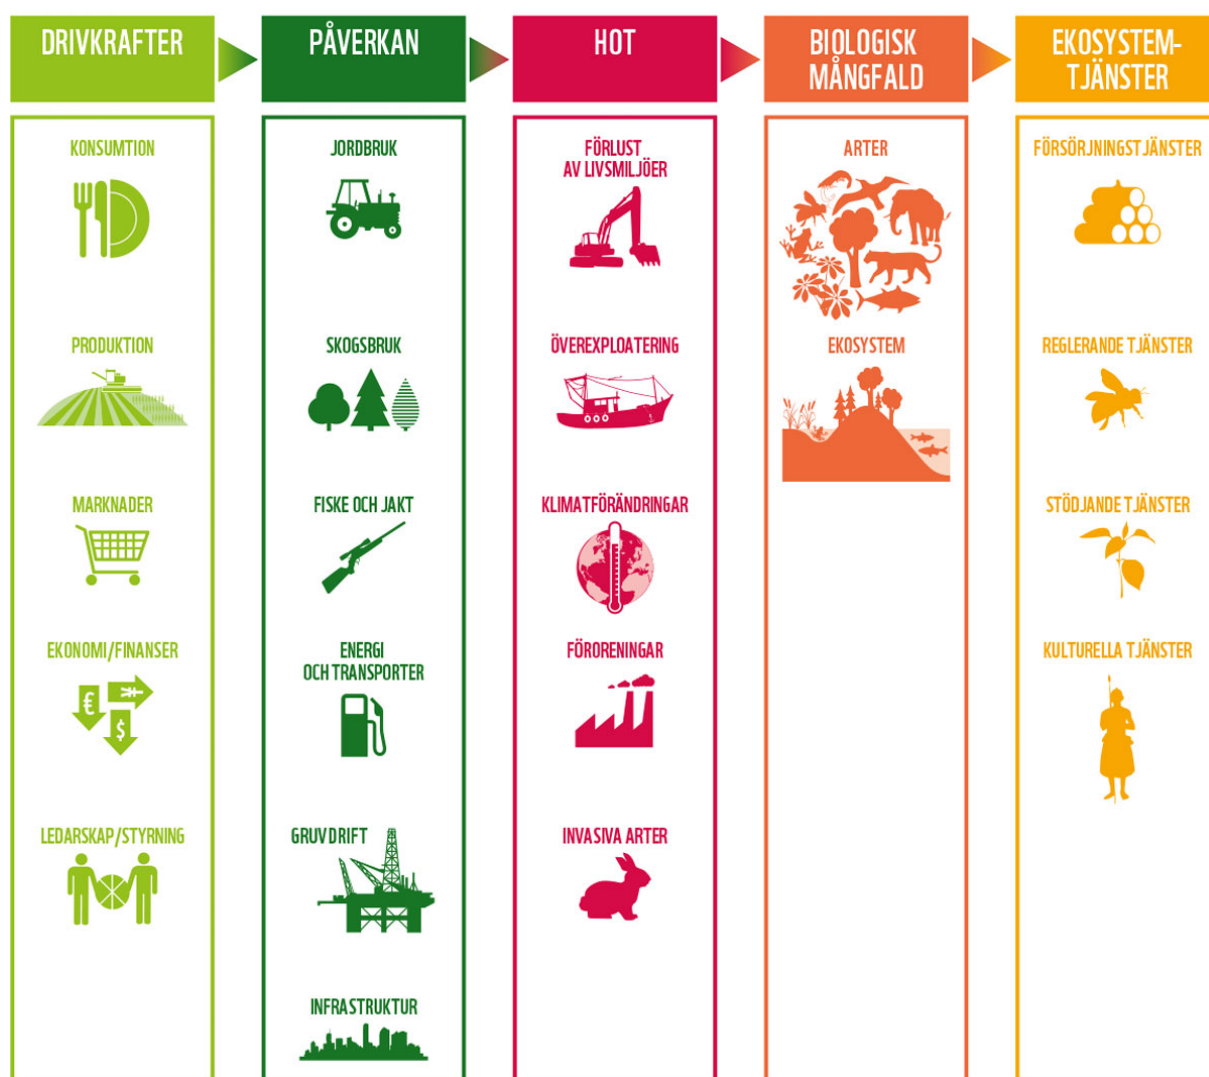 DRIVKRAFTER
KONSUMTION
PRODUKTION
MARKNADER
EKONOMI/FINANSER
€
¥
$
LEDARSKAP/STYRNING
PÅVERKAN
JORDBRUK
SKOGSBRUK
FISKE OCH JAKT
ENERGI
OCH TRANSPORTER
GRUVDRIFT
INFRASTRUKTUR
HOT
FÖRLUST
AV LIVSMILJÖER
ÖVEREXPLOATERING
KLIMATFÖRÄNDRINGAR
FÖRORENINGAR
INVASIVA ARTER
BIOLOGISK
MÅNGFALD
ARTER
EKOSYSTEM
EKOSYSTEM-
TJÄNSTER
FÖRSÖRJNINGSTJÄNSTER
REGLERANDE TJÄNSTER
STÖDJANDE TJÄNSTER
KULTURELLA TJÄNSTER